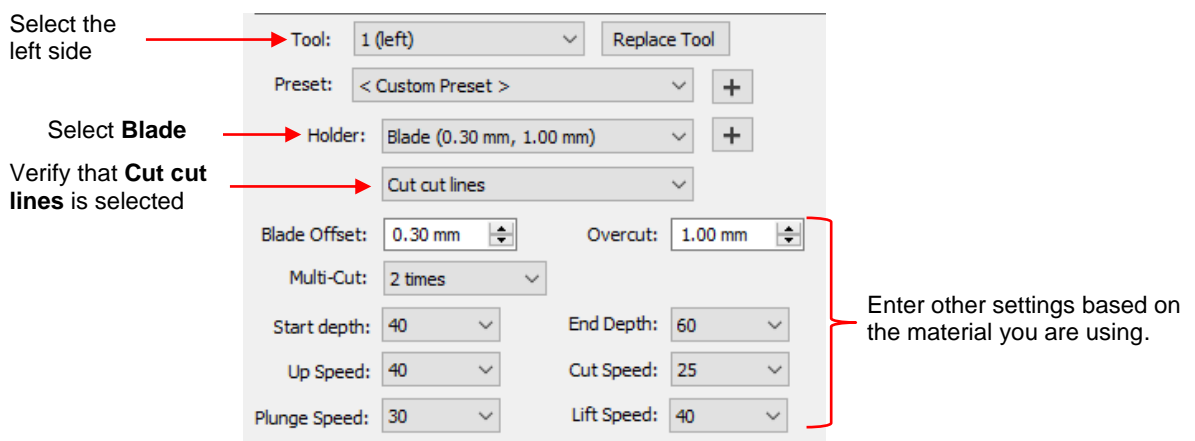 Select the
left side
Tool: 1 (left) Replace Tool
Preset: < Custom Preset > +
Select Blade
Holder: Blade (0.30 mm, 1.00 mm) +
Verify that Cut cut
lines is selected
Cut cut lines
Blade Offset: 0.30 mm Overcut: 1.00 mm
Multi-Cut: 2 times
Start depth: 40 End Depth: 60
Up Speed: 40 Cut Speed: 25
Plunge Speed: 30 Lift Speed: 40
Enter other settings based on
the material you are using.